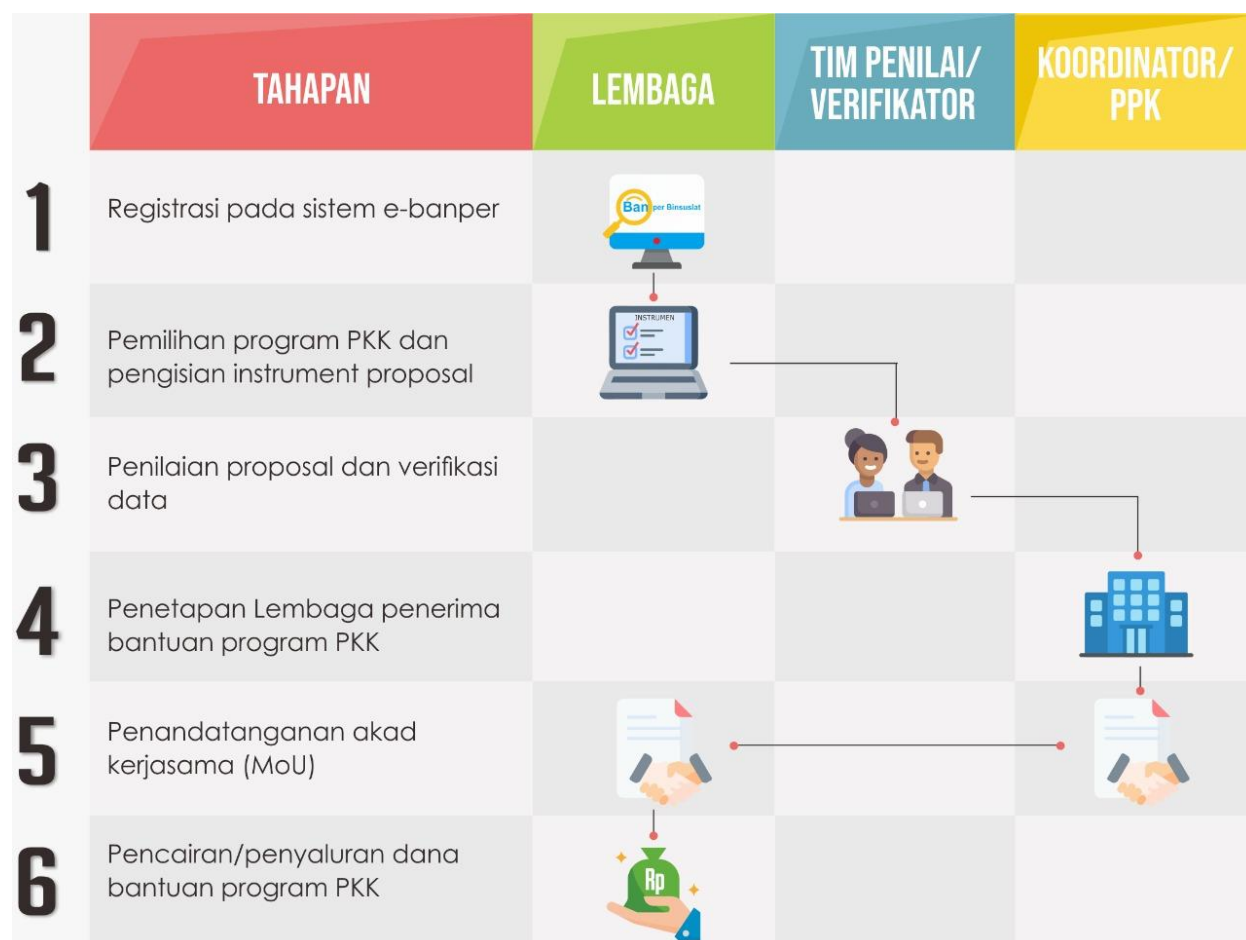 TAHAPAN
LEMBAGA
TIM PENILAI/
VERIFIKATOR
KOORDINATOR/
PPK
1
Registrasi pada sistem e-banper
Banper Binsuslat
2
Pemilihan program PKK dan
pengisian instrument proposal
INSTRUMEN
3
Penilaian proposal dan verifikasi
data
4
Penetapan Lembaga penerima
bantuan program PKK
5
Penandatanganan akad
kerjasama (MoU)
6
Pencairan/penyaluran dana
bantuan program PKK
Rp